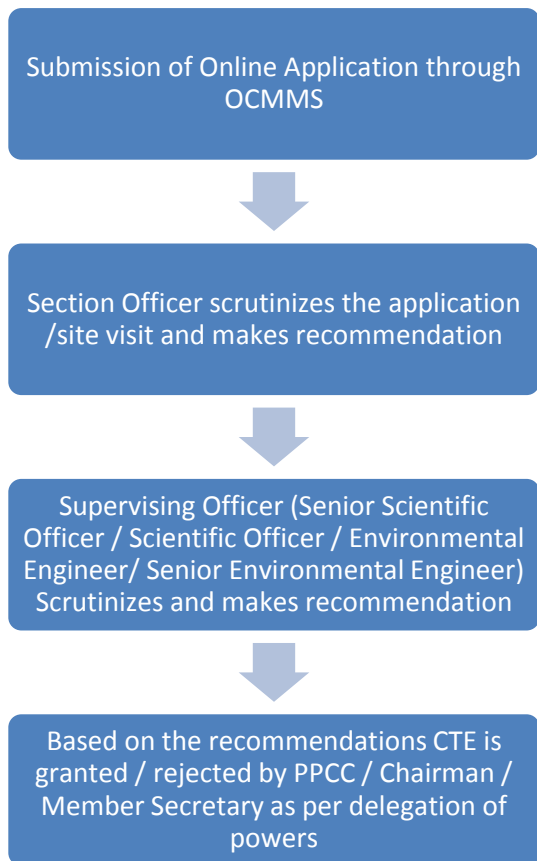 Submission of Online Application through
OCMMS
Section Officer scrutinizes the application
/site visit and makes recommendation
Supervising Officer (Senior Scientific
Officer / Scientific Officer / Environmental
Engineer/ Senior Environmental Engineer)
Scrutinizes and makes recommendation
Based on the recommendations CTE is
granted / rejected by PPCC / Chairman /
Member Secretary as per delegation of
powers